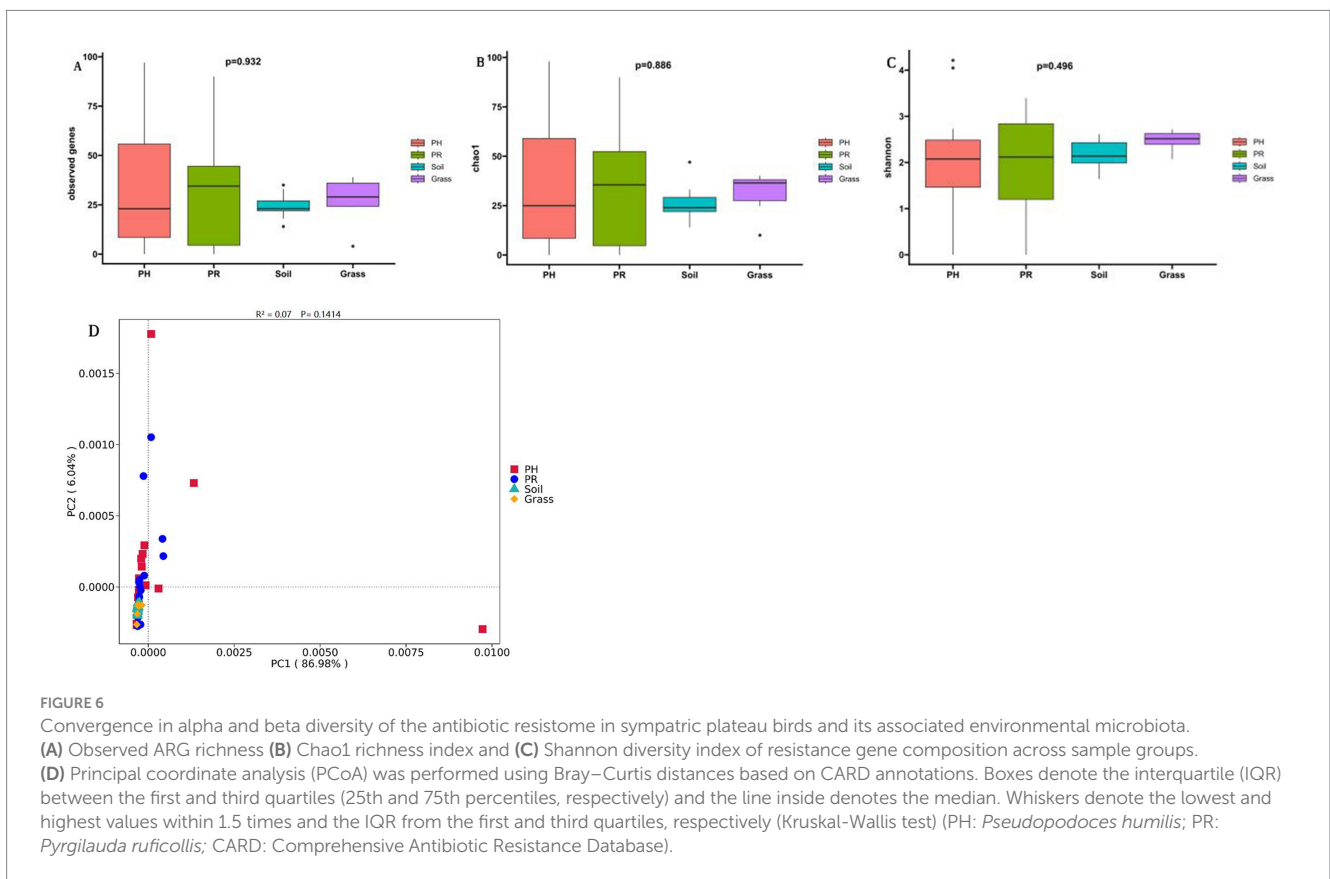 A
p=0.932
100
75
50
25
0
observed genes
PH
PR
Soil
Grass
PH
PR
Soil
Grass
B
p=0.886
100
75
50
25
0
chao1
PH
PR
Soil
Grass
PH
PR
Soil
Grass
C
p=0.496
4
3
2
1
0
shannon
PH
PR
Soil
Grass
PH
PR
Soil
Grass
R² = 0.07 P= 0.1414
D
0.0015
0.0010
0.0005
0.0000
PC2 ( 6.04% )
PH
PR
Soil
Grass
0.0000 0.0025 0.0050 0.0075 0.0100
PC1 ( 86.98% )
FIGURE 6
Convergence in alpha and beta diversity of the antibiotic resistome in sympatric plateau birds and its associated environmental microbiota.
(A) Observed ARG richness (B) Chao1 richness index and (C) Shannon diversity index of resistance gene composition across sample groups.
(D) Principal coordinate analysis (PCoA) was performed using Bray–Curtis distances based on CARD annotations. Boxes denote the interquartile (IQR)
between the first and third quartiles (25th and 75th percentiles, respectively) and the line inside denotes the median. Whiskers denote the lowest and
highest values within 1.5 times and the IQR from the first and third quartiles, respectively (Kruskal-Wallis test) (PH: Pseudopodoces humilis; PR:
Pyrgilauda ruficollis; CARD: Comprehensive Antibiotic Resistance Database).